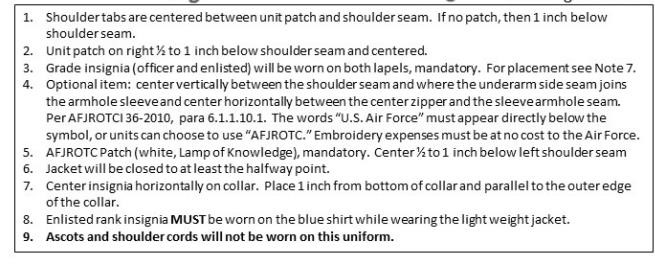 1. Shoulder tabs are centered between unit patch and shoulder seam. If no patch, then 1 inch below
shoulder seam.
2. Unit patch on right ½ to 1 inch below shoulder seam and centered.
3. Grade insignia (officer and enlisted) will be worn on both lapels, mandatory. For placement see Note 7.
4. Optional item: center vertically between the shoulder seam and where the underarm side seam joins
the armhole sleeve and center horizontally between the center zipper and the sleeve armhole seam.
Per AFJROTCI 36-2010, para 6.1.1.10.1. The words "U.S. Air Force" must appear directly below the
symbol, or units can choose to use "AFJROTC." Embroidery expenses must be at no cost to the Air Force.
5. AFJROTC Patch (white, Lamp of Knowledge), mandatory. Center ½ to 1 inch below left shoulder seam
6. Jacket will be closed to at least the halfway point.
7. Center insignia horizontally on collar. Place 1 inch from bottom of collar and parallel to the outer edge
of the collar.
8. Enlisted rank insignia MUST be worn on the blue shirt while wearing the light weight jacket.
9. Ascots and shoulder cords will not be worn on this uniform.